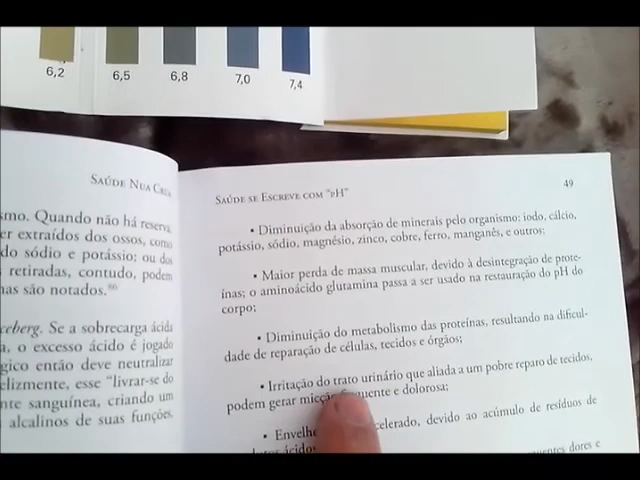 6,2 6,5 6,8 7,0 7,4
Saúde Nua Crua
smo. Quando não há reserva
er extraídos dos ossos, como
do sódio e potássio; ou dos
retiradas, contudo, podem
nas são notados.⁸⁶
ceberg. Se a sobrecarga ácida
a, o excesso ácido é jogado
gico então deve neutralizar
elizmente, esse "livrar-se do
nte sanguínea, criando um
alcalinos de suas funções.
Saúde se Escreve com "pH" 49
• Diminuição da absorção de minerais pelo organismo: iodo, cálcio,
potássio, sódio, magnésio, zinco, cobre, ferro, manganês, e outros;
• Maior perda de massa muscular, devido à desintegração de prote-
ínas; o aminoácido glutamina passa a ser usado na restauração do pH do
corpo;
• Diminuição do metabolismo das proteínas, resultando na dificul-
dade de reparação de células, tecidos e órgãos;
• Irritação do trato urinário que aliada a um pobre reparo de tecidos,
podem gerar micção frequente e dolorosa;
• Envelhe celerado, devido ao acúmulo de resíduos de
ácidos
dores e